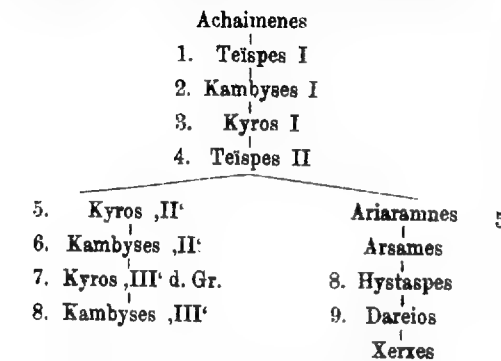 Achaimenes
1. Teïspes I
2. Kambyses I
3. Kyros I
4. Teïspes II
5. Kyros ‚II‘ Ariaramnes 5
6. Kambyses ‚II‘ Arsames
7. Kyros ‚III‘ d. Gr. 8. Hystaspes
8. Kambyses ‚III‘ 9. Dareios
Xerxes